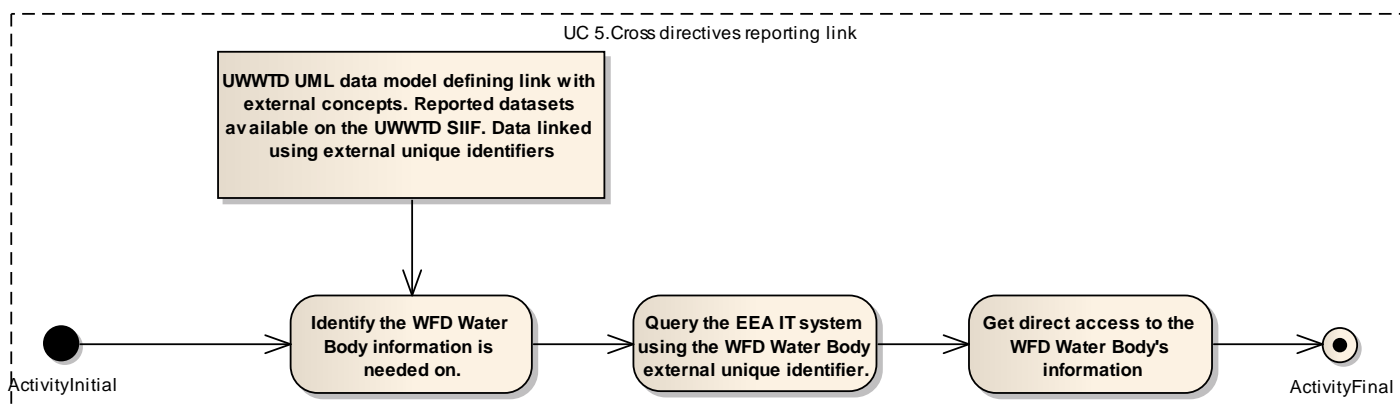 UC 5.Cross directives reporting link
UWWTD UML data model defining link with
external concepts. Reported datasets
available on the UWWTD SIIF. Data linked
using external unique identifiers
Identify the WFD Water
Body information is
needed on.
Query the EEA IT system
using the WFD Water Body
external unique identifier.
Get direct access to the
WFD Water Body's
information
ActivityInitial
ActivityFinal